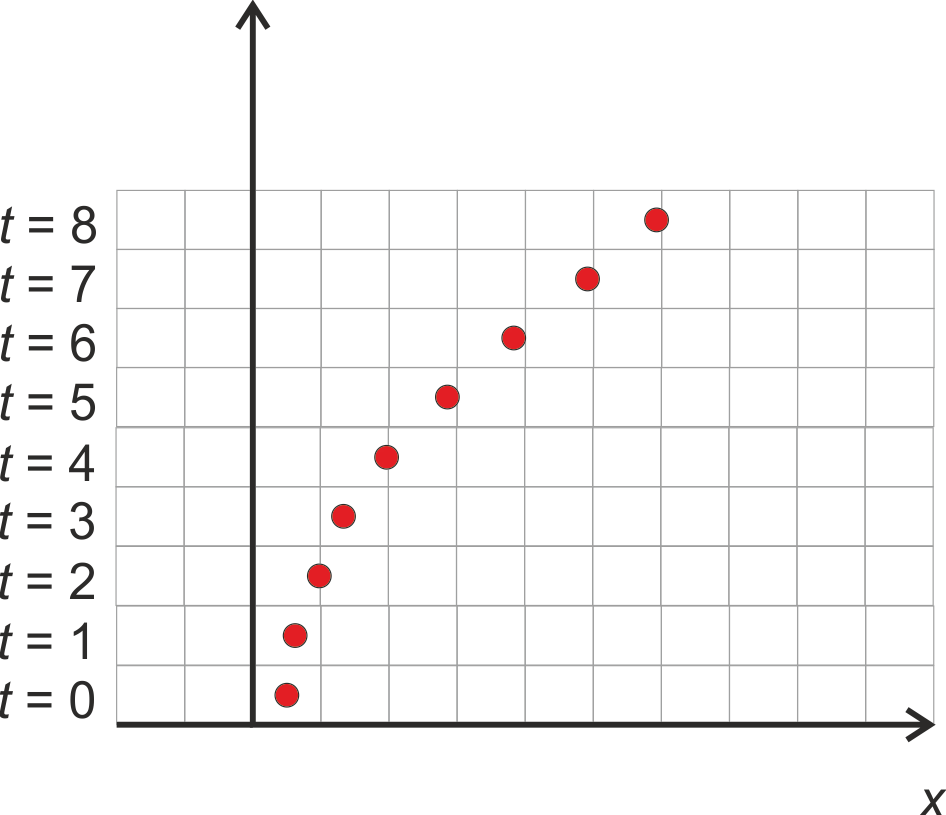 t = 8
t = 7
t = 6
t = 5
t = 4
t = 3
t = 2
t = 1
t = 0
x